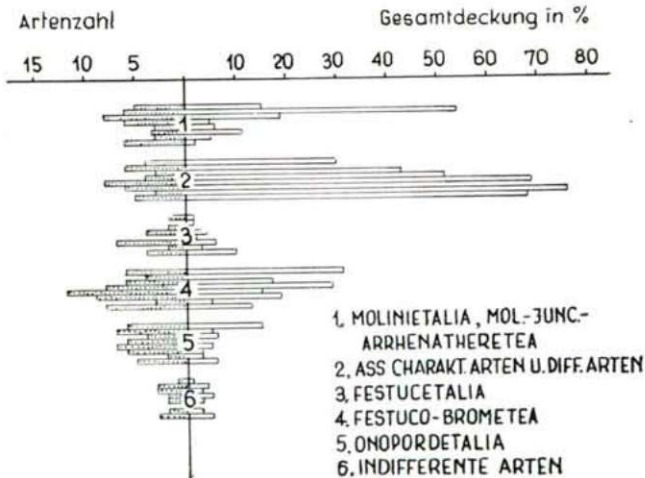 Artenzahl Gesamtdeckung in %
15 10 5 10 20 30 40 50 60 70 80
1
2
3
4
5
6
1, MOLINIETALIA, MOL.-JUNC.-
ARRHENATHERETEA
2, ASS CHARAKT. ARTEN U. DIFF. ARTEN
3, FESTUCETALIA
4, FESTUCO-BROMETEA
5, ONOPORDETALIA
6, INDIFFERENTE ARTEN